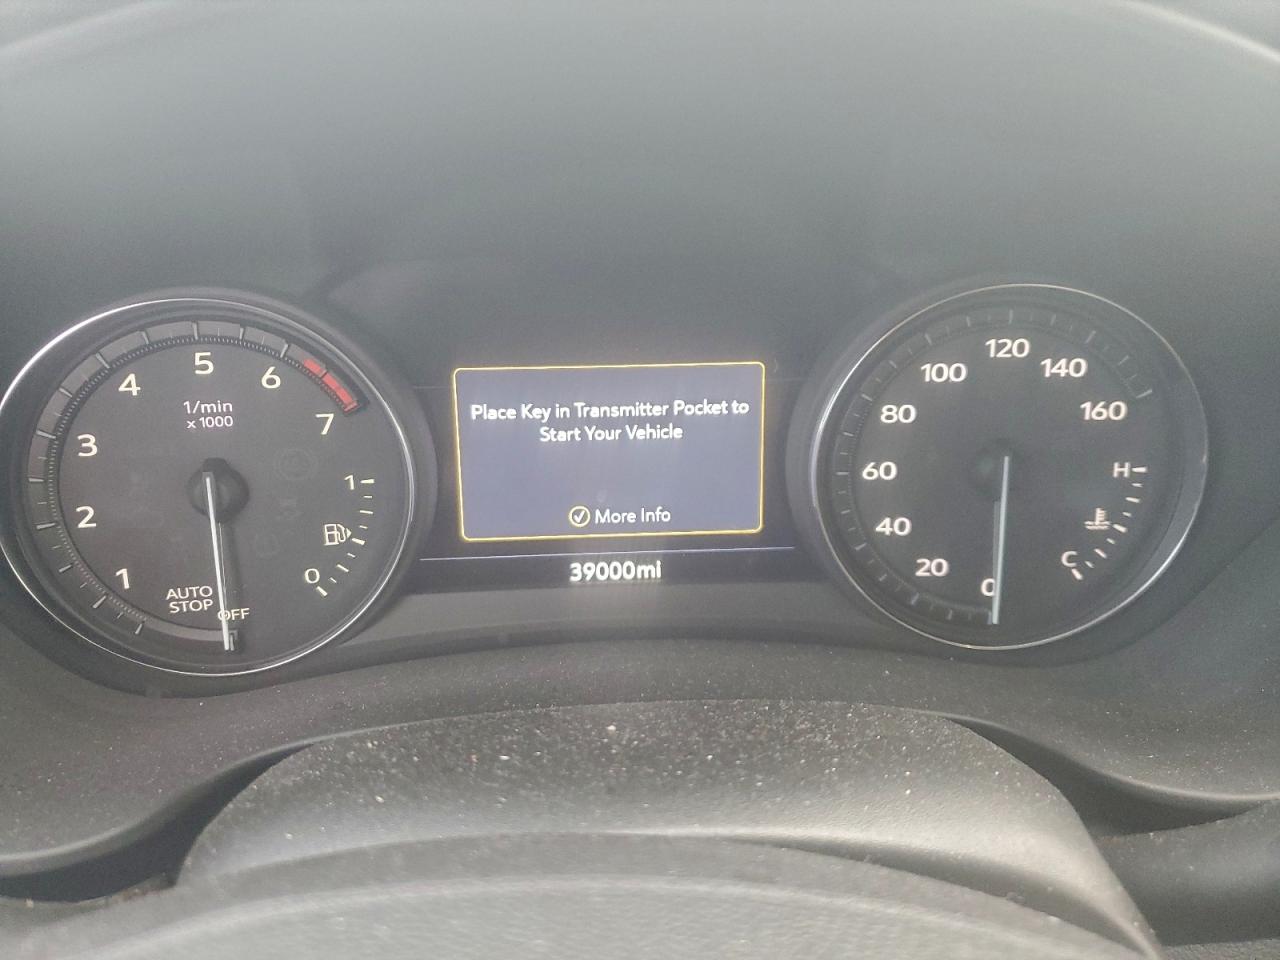 5
4
6
1/min
x 1000
7
3
2
1
AUTO
STOP
OFF
1
0
Place Key in Transmitter Pocket to
Start Your Vehicle
More Info
39000mi
120
100
140
80
160
60
40
20
0
H
C